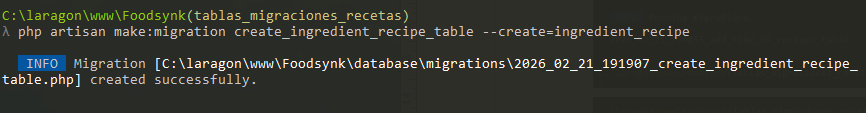 C:\laragon\www\Foodsynk(tablas_migraciones_recetas)
λ php artisan make:migration create_ingredient_recipe_table --create=ingredient_recipe
INFO Migration [C:\laragon\www\Foodsynk\database\migrations\2026_02_21_191907_create_ingredient_recipe_
table.php] created successfully.